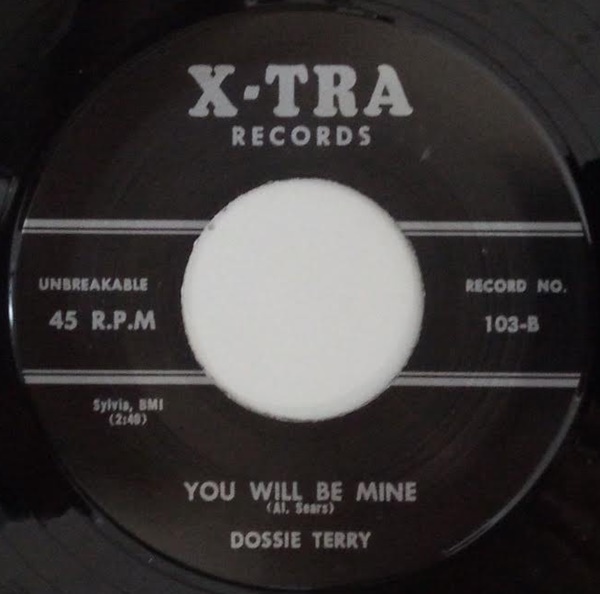 X-TRA
RECORDS
UNBREAKABLE
45 R.P.M
RECORD NO.
103-B
Sylvia, BMI
(2:40)
YOU WILL BE MINE
(Al. Sears)
DOSSIE TERRY